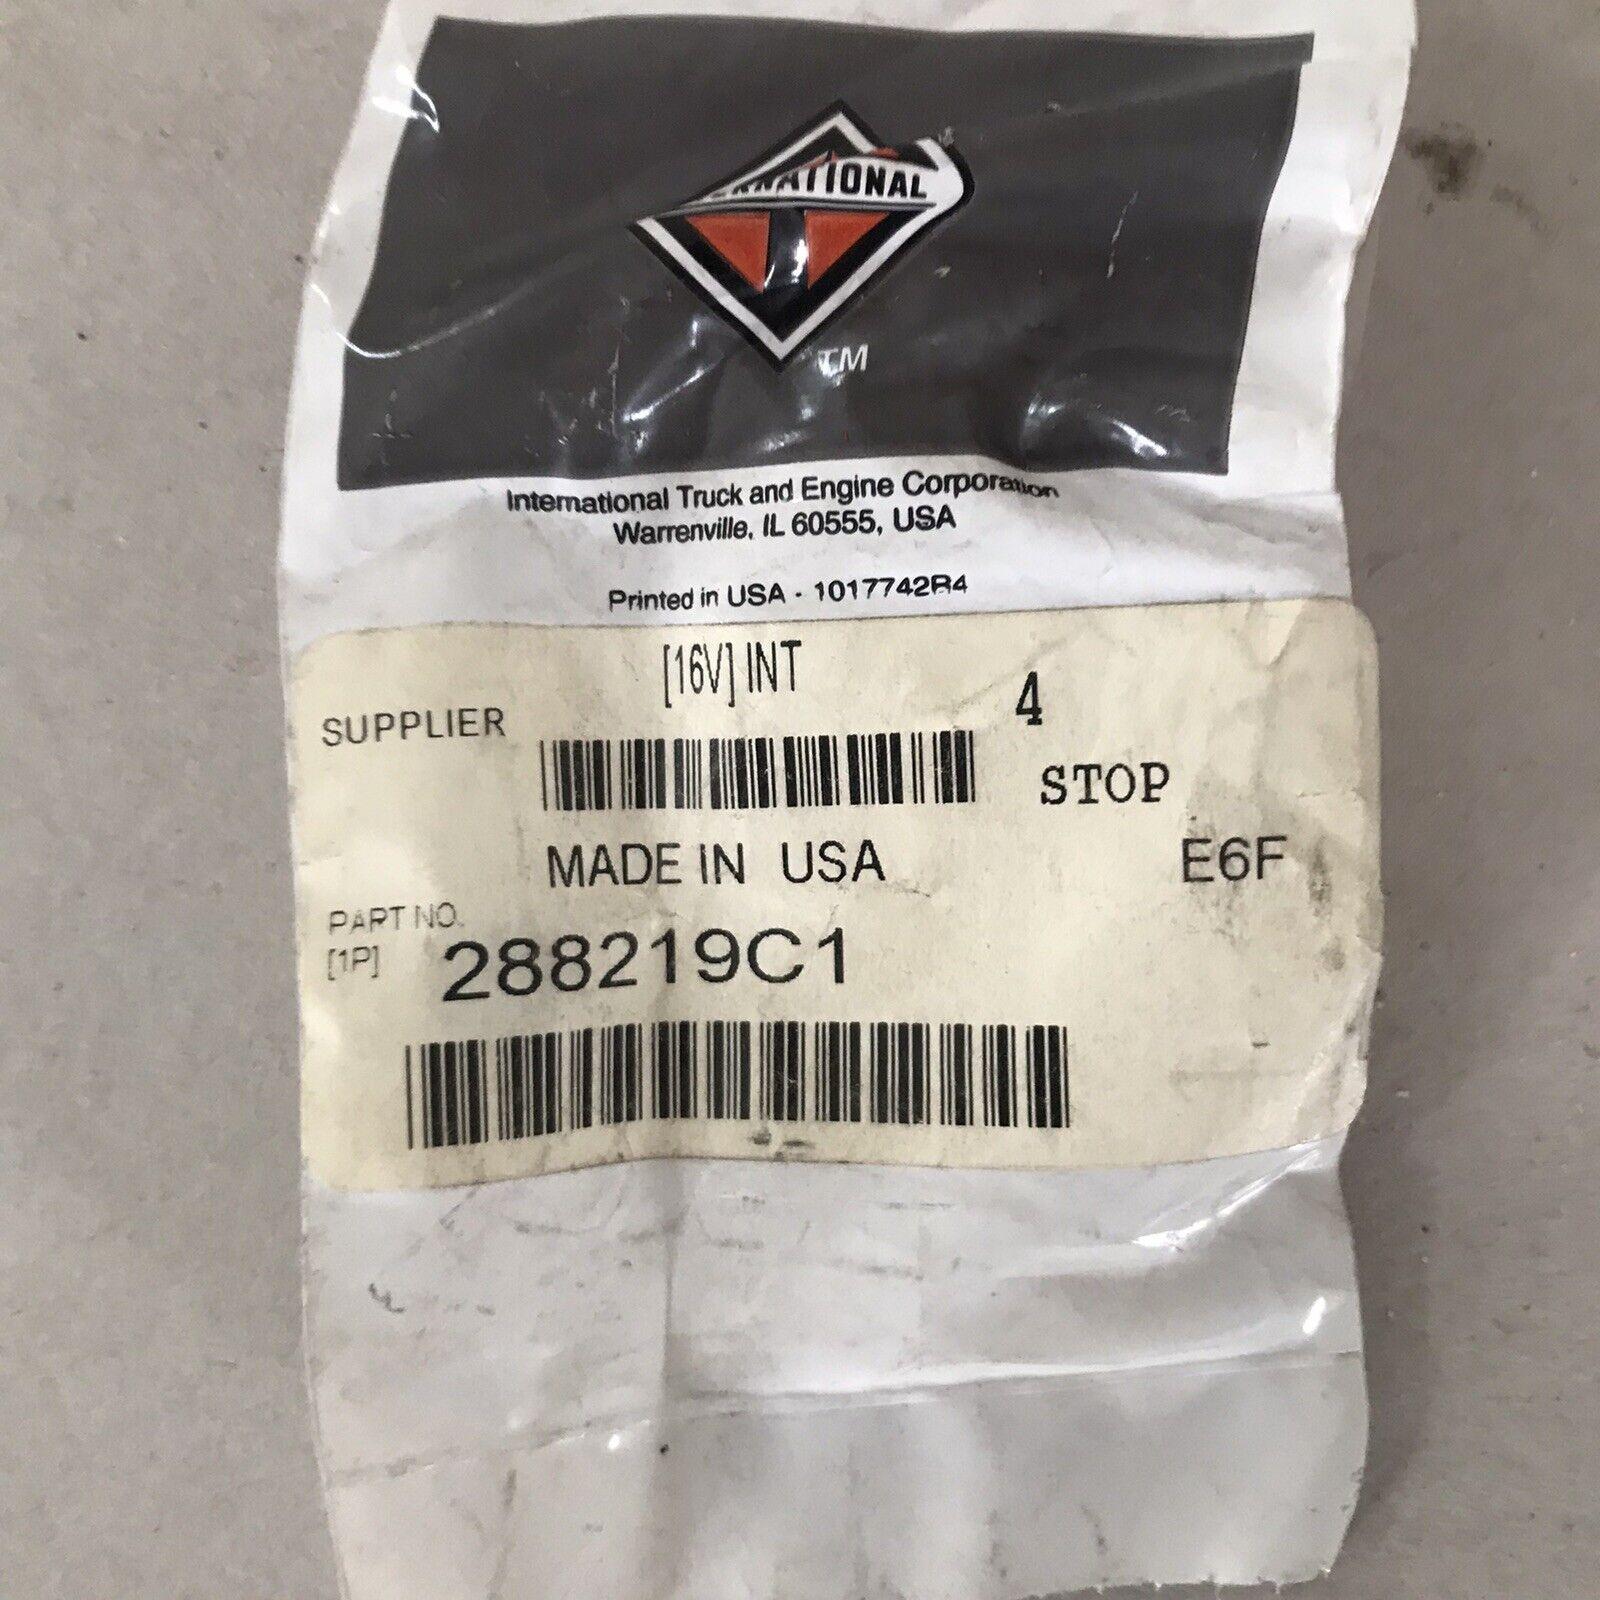 NATIONAL
TM
International Truck and Engine Corporation
Warrenville, IL 60555, USA
Printed in USA - 1017742R4
[16V] INT
4
SUPPLIER
STOP
MADE IN USA
E6F
PART NO.
[1P]
288219C1